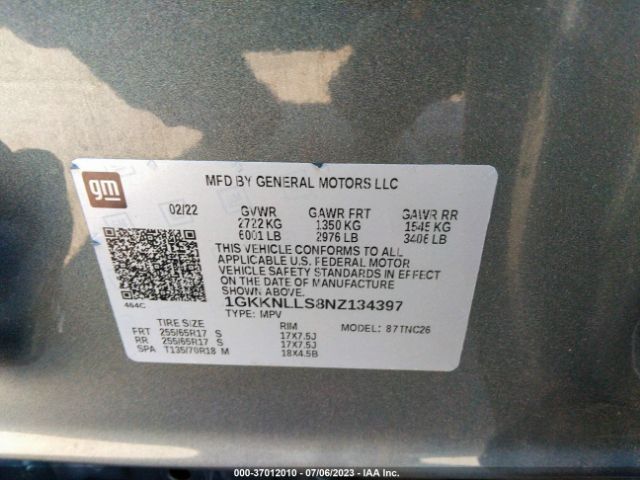 gm
MFD BY GENERAL MOTORS LLC
02/22 GVWR GAWR FRT GAWR RR
2722 KG 1350 KG 1545 KG
6001 LB 2976 LB 3406 LB
THIS VEHICLE CONFORMS TO ALL
APPLICABLE U.S. FEDERAL MOTOR
VEHICLE SAFETY STANDARDS IN EFFECT
ON THE DATE OF MANUFACTURE
SHOWN ABOVE.
464C
1GKKNLLS8NZ134397
TYPE: MPV
TIRE SIZE RIM MODEL: 87TNC26
FRT 255/65R17 S 17X7.5J
RR 255/65R17 S 17X7.5J
SPA T135/70R18 M 18X4.5B
000-37012010 - 07/06/2023 - IAA Inc.